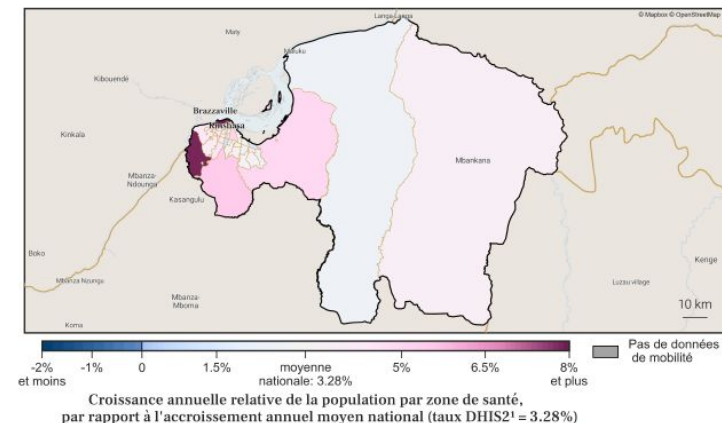 © Mapbox © OpenStreetMap
Langa-Langa
Maty
Maluku
Kibouendé
Brazzaville
Kinshasa
Kinkala
Mbankana
Mbanza-
Ndounga
Kasangulu
Boko
Kenge
Mbanza Nzungu
Luzau village
Mbanza-
Mboma
10 km
Koma
-2%
et moins
-1%
0
1.5%
moyenne
nationale: 3.28%
5%
6.5%
8%
et plus
Pas de données
de mobilité
Croissance annuelle relative de la population par zone de santé,
par rapport à l'accroissement annuel moyen national (taux DHIS2¹ = 3.28%)